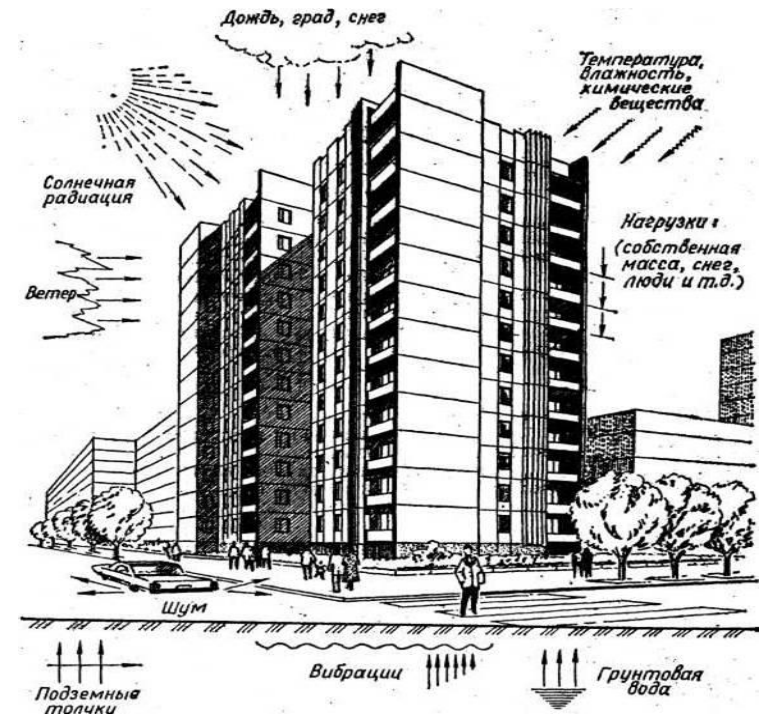 Дождь, град, снег
Температура,
влажность,
химические
вещества
Солнечная
радиация
Нагрузки:
(собственная
масса, снег,
люди и т.д.)
Ветер
Шум
Подземные
толчки
Вибрации
Грунтовая
вода